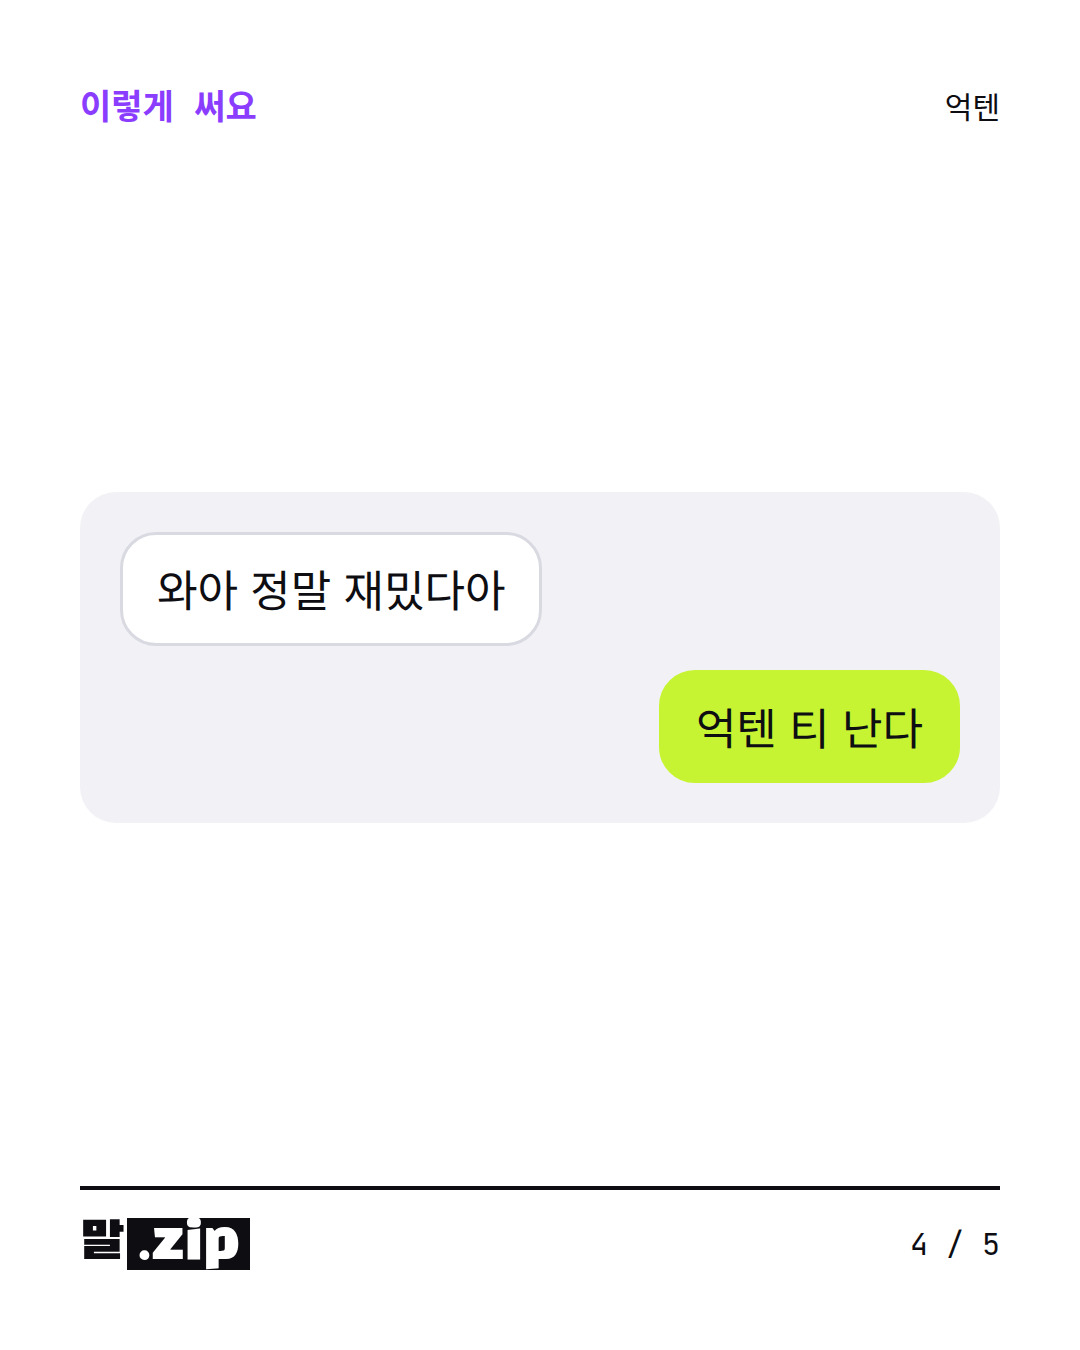 이렇게 써요
억텐
와아 정말 재밌다아
억텐 티 난다
말.zip
4 / 5